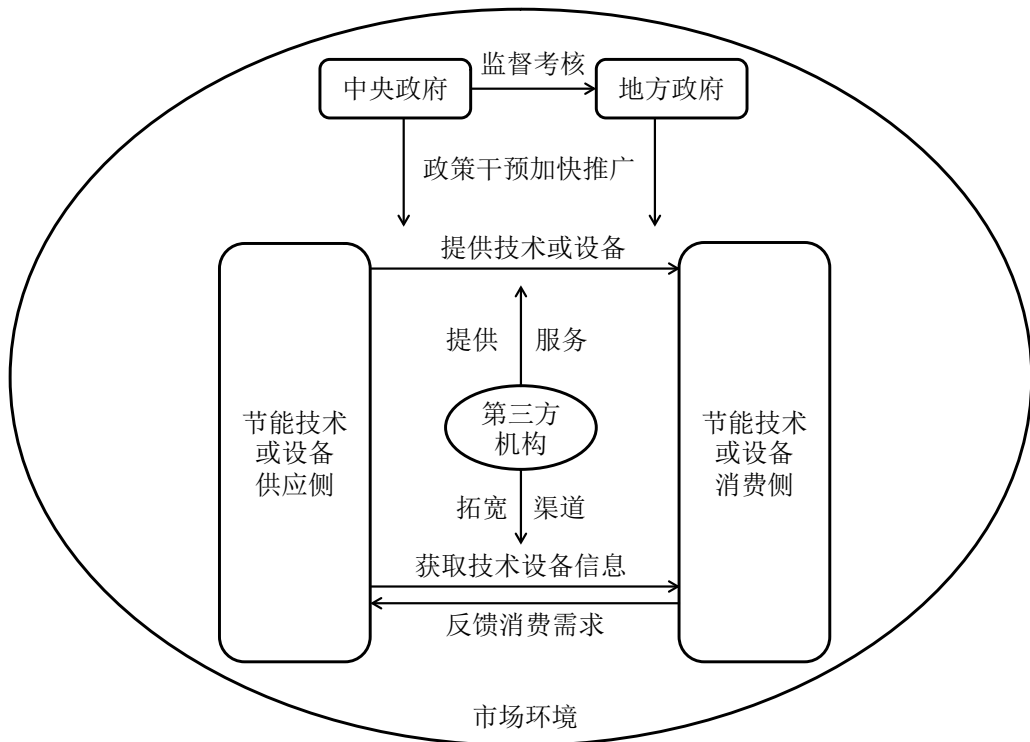 监督考核
中央政府
地方政府
政策干预加快推广
提供技术或设备
提供 服务
节能技术
或设备
供应侧
第三方
机构
节能技术
或设备
消费侧
拓宽 渠道
获取技术设备信息
反馈消费需求
市场环境